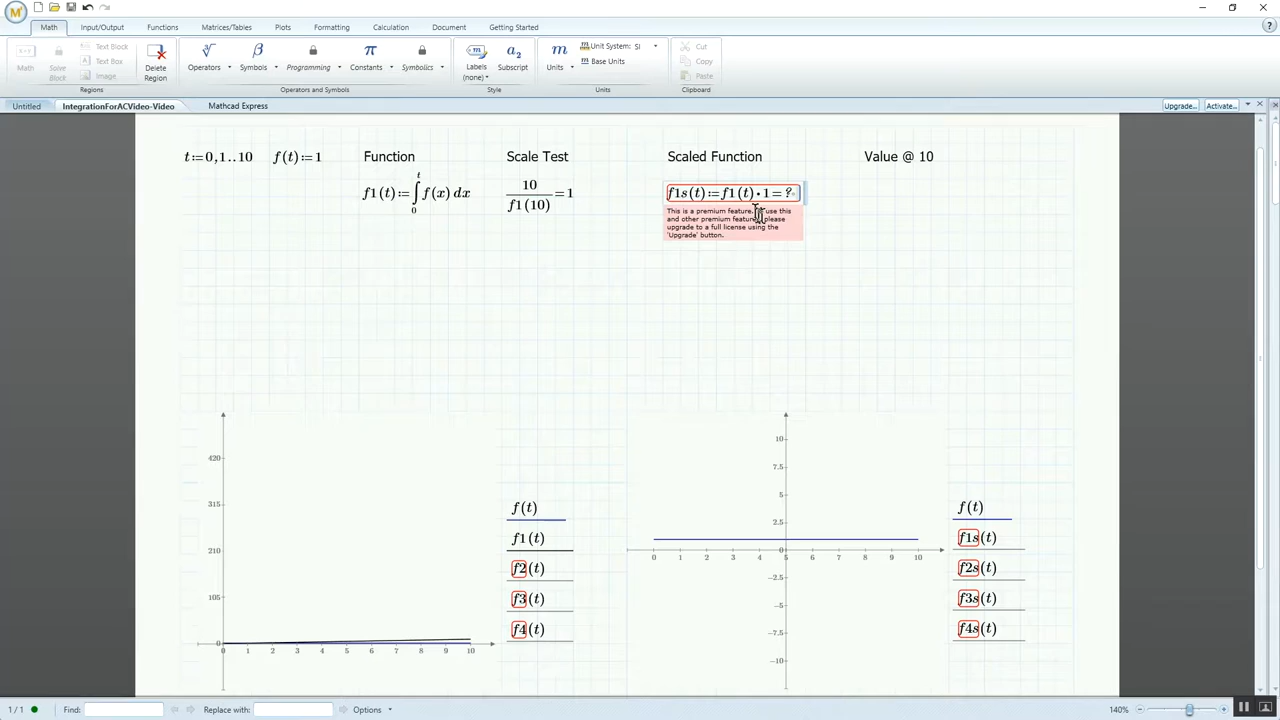 Math Input/Output Functions Matrices/Tables Plots Formatting Calculation Document Getting Started
Math
Solve Block
Text Block
Text Box
Image
Delete Region
Operators
Symbols
Programming
Constants
Symbolics
Labels (none)
Subscript
Units
Unit System: SI
Base Units
Cut
Copy
Paste
Regions
Operators and Symbols
Style
Units
Clipboard
Untitled IntegrationForACVideo-Video Mathcad Express Upgrade... Activate...
t:=0,1..10 f(t):=1 Function Scale Test Scaled Function Value @ 10
f1(t):=∫₀ᵗ f(x) dx
10/f1(10)=1
f1s(t):=f1(t)·1=?
This is a premium feature. use this
and other premium please
upgrade to a full license using the
'Upgrade' button.
420
315
210
105
0
0 1 2 3 4 5 6 7 8 9 10
f(t)
f1(t)
f2(t)
f3(t)
f4(t)
10
7.5
5
2.5
0
0 1 2 3 4 5 6 7 8 9 10
−2.5
−5
−7.5
−10
f(t)
f1s(t)
f2s(t)
f3s(t)
f4s(t)
1 / 1 Find: Replace with: Options 140%